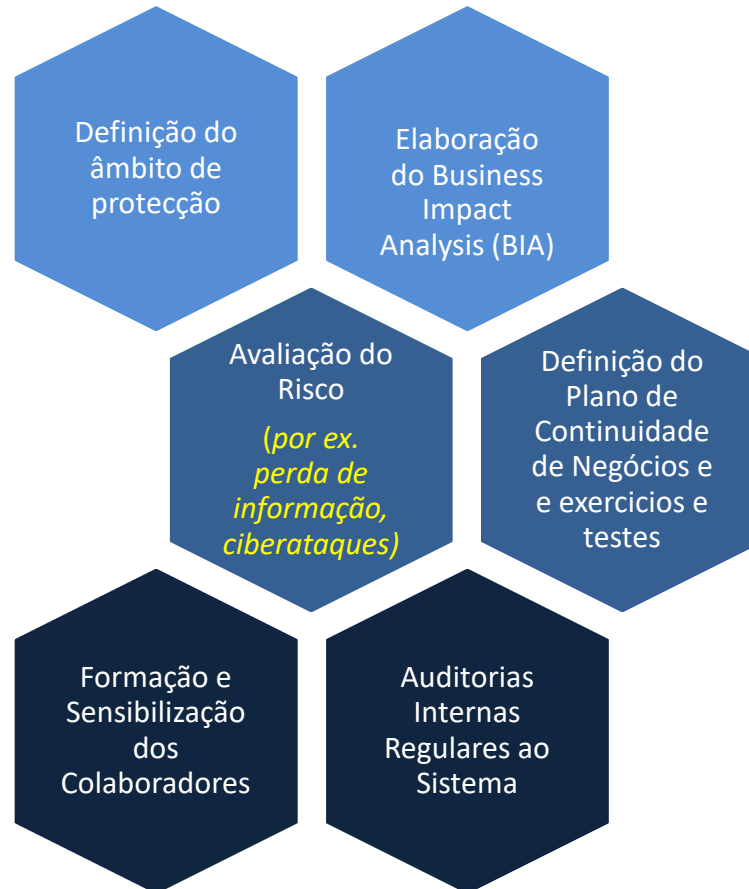 Definição do
âmbito de
protecção
Elaboração
do Business
Impact
Analysis (BIA)
Avaliação do
Risco
(por ex.
perda de
informação,
ciberataques)
Definição do
Plano de
Continuidade
de Negócios e
e exercicios e
testes
Formação e
Sensibilização
dos
Colaboradores
Auditorias
Internas
Regulares ao
Sistema